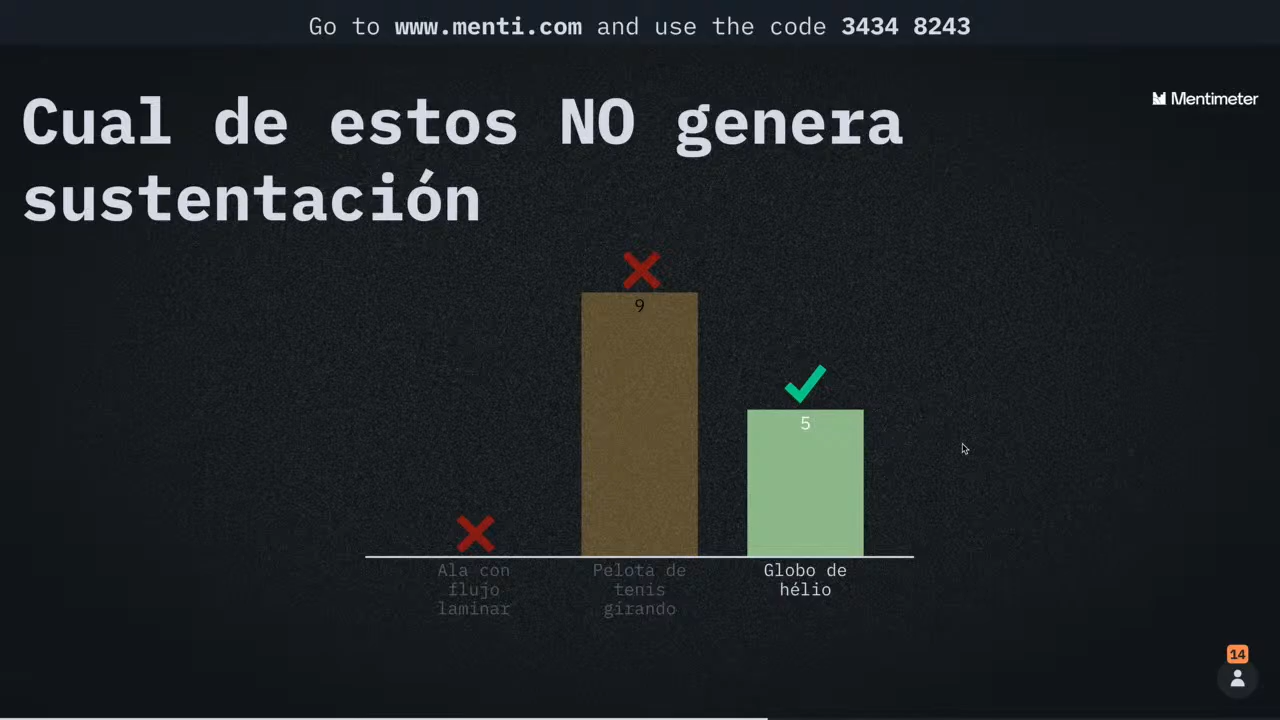 Go to www.menti.com and use the code 3434 8243
Mentimeter
Cual de estos NO genera
sustentación
9
5
Ala con
flujo
laminar
Pelota de
tenis
girando
Globo de
hélio
14